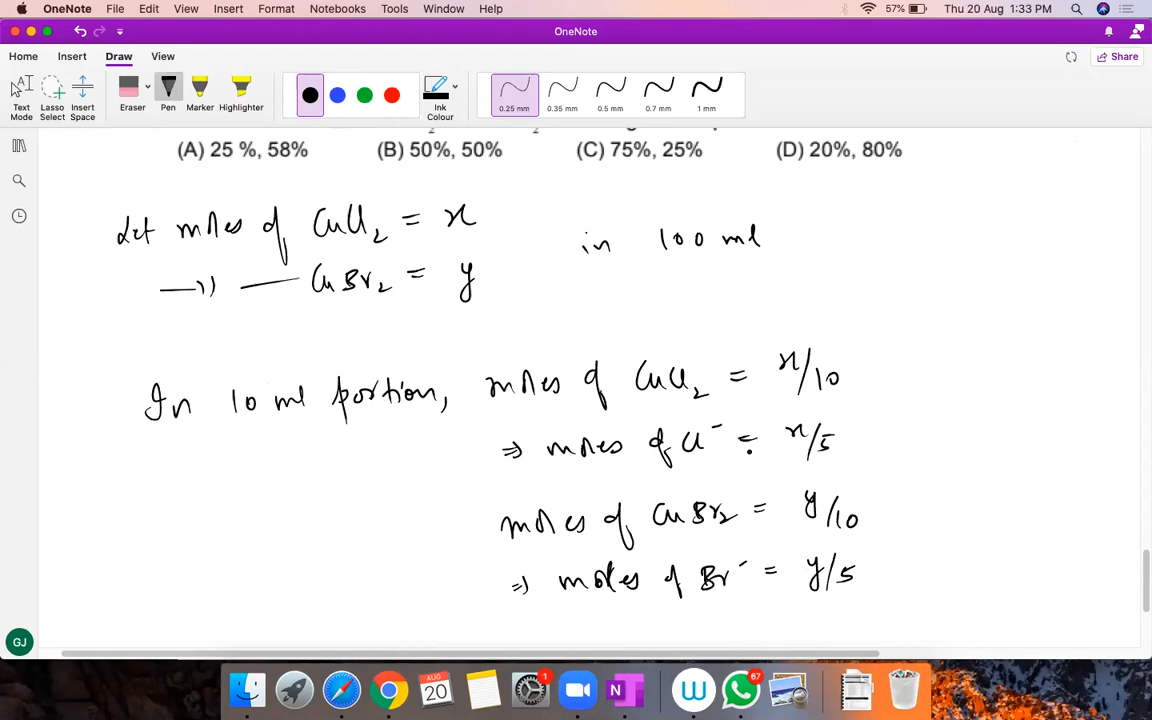 OneNote File Edit View Insert Format Notebooks Tools Window Help 57% Thu 20 Aug 1:33 PM
OneNote
Home Insert Draw View Share
Text Mode Lasso Select Insert Space Eraser Pen Marker Highlighter Ink Colour 0.25 mm 0.35 mm 0.5 mm 0.7 mm 1 mm
(A) 25 %, 58% (B) 50%, 50% (C) 75%, 25% (D) 20%, 80%
Let moles of CuCl₂ = x in 100 ml
—〃— CuBr₂ = y
In 10 ml portion, moles of CuCl₂ = x/10
⇒ moles of Cl⁻ = x/5
moles of CuBr₂ = y/10
⇒ moles of Br⁻ = y/5
GJ
AUG 20 1 N W 67